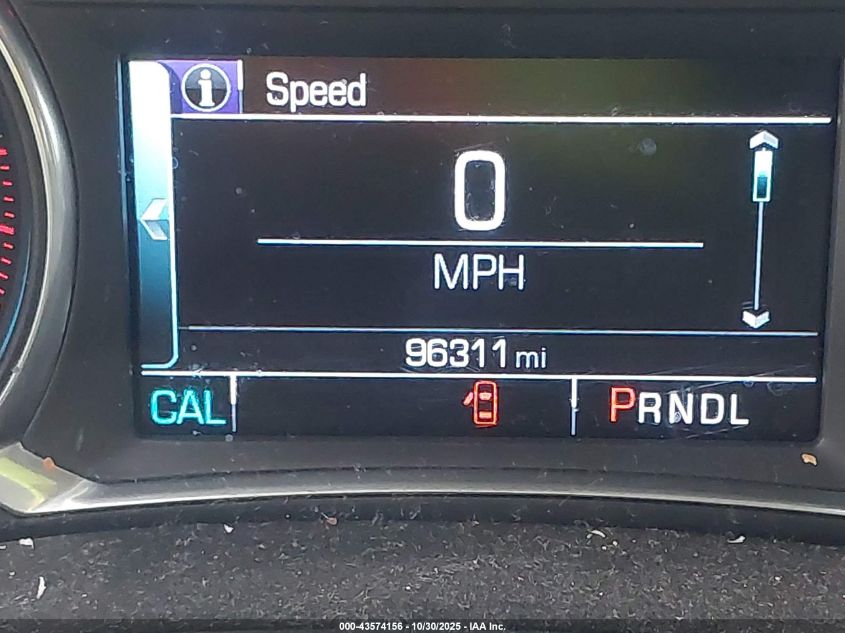 Speed
0
MPH
96311 mi
CAL PRNDL
000-43574156 - 10/30/2025 - IAA Inc.